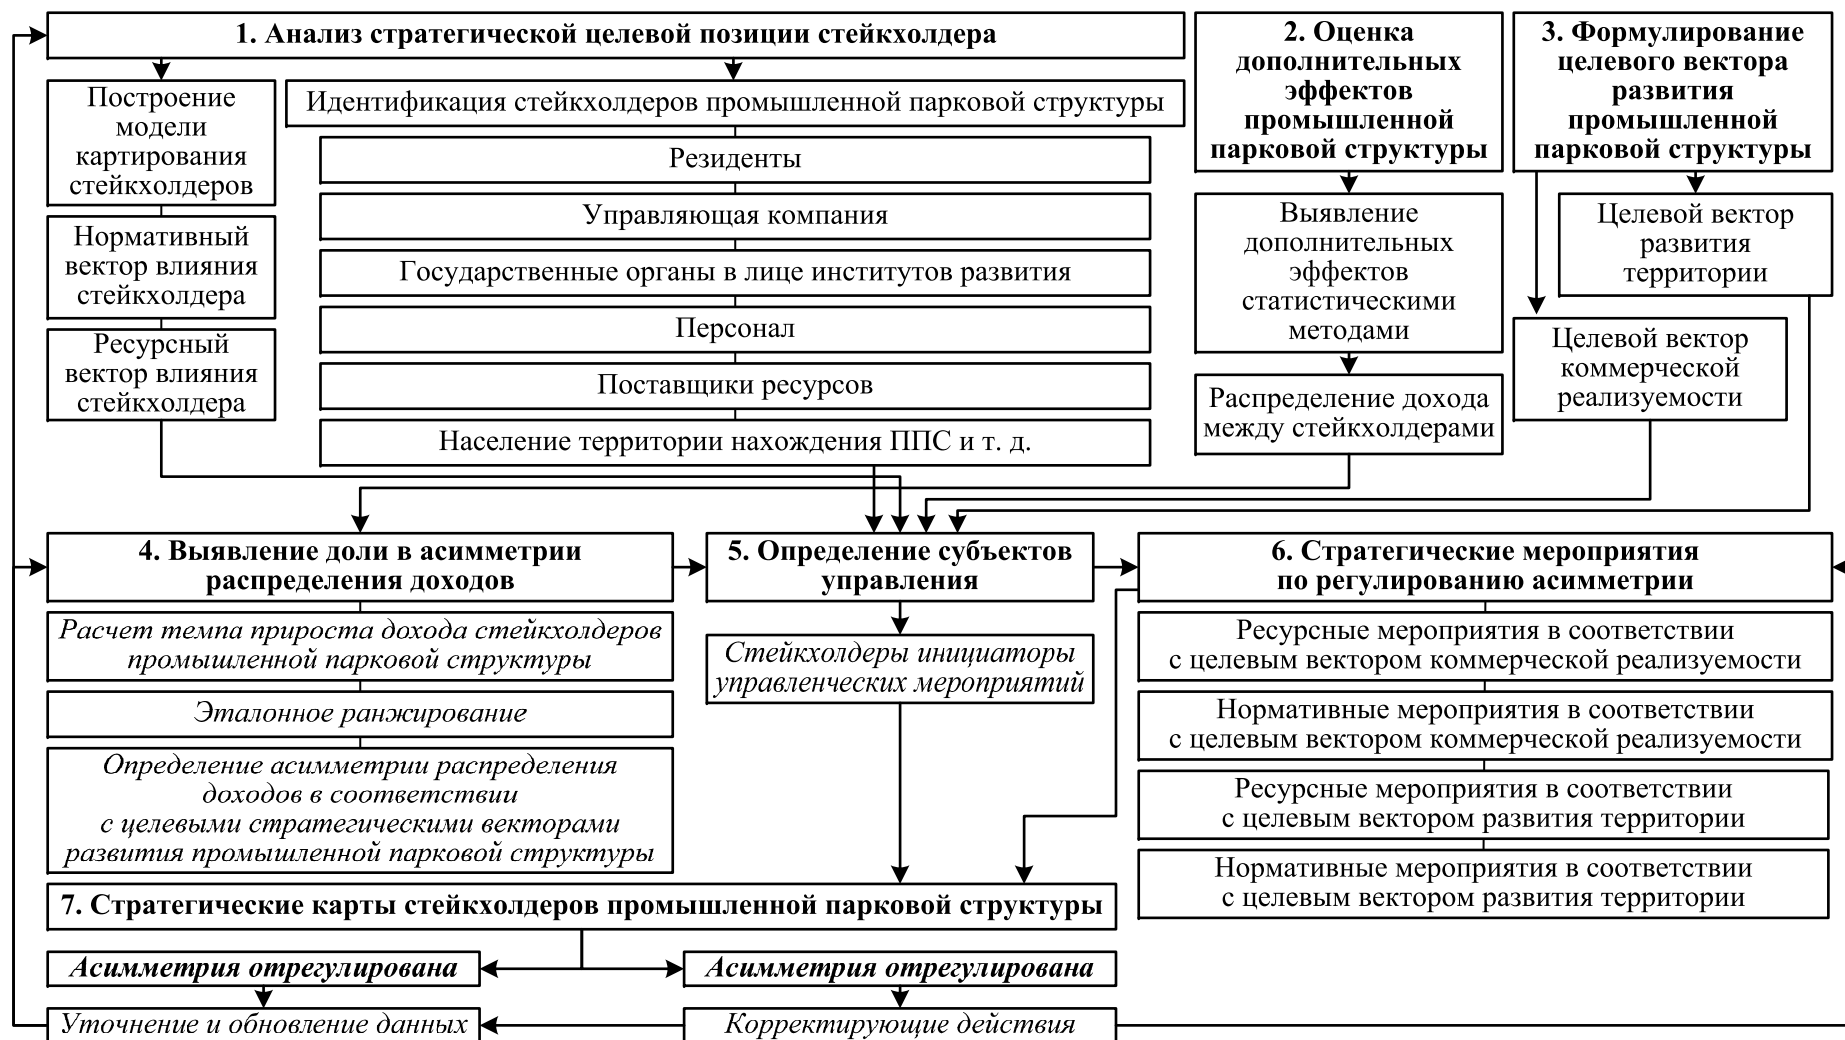 1. Анализ стратегической целевой позиции стейкхолдера
Построение
модели
картирования
стейкхолдеров
Нормативный
вектор влияния
стейкхолдера
Ресурсный
вектор влияния
стейкхолдера
Идентификация стейкхолдеров промышленной парковой структуры
Резиденты
Управляющая компания
Государственные органы в лице институтов развития
Персонал
Поставщики ресурсов
Население территории нахождения ППС и т. д.
2. Оценка
дополнительных
эффектов
промышленной
парковой структуры
Выявление
дополнительных
эффектов
статистическими
методами
Распределение дохода
между стейкхолдерами
3. Формулирование
целевого вектора
развития
промышленной
парковой структуры
Целевой вектор
развития
территории
Целевой вектор
коммерческой
реализуемости
4. Выявление доли в асимметрии
распределения доходов
Расчет темпа прироста дохода стейкхолдеров
промышленной парковой структуры
Эталонное ранжирование
Определение асимметрии распределения
доходов в соответствии
с целевыми стратегическими векторами
развития промышленной парковой структуры
5. Определение субъектов
управления
Стейкхолдеры инициаторы
управленческих мероприятий
6. Стратегические мероприятия
по регулированию асимметрии
Ресурсные мероприятия в соответствии
с целевым вектором коммерческой реализуемости
Нормативные мероприятия в соответствии
с целевым вектором коммерческой реализуемости
Ресурсные мероприятия в соответствии
с целевым вектором развития территории
Нормативные мероприятия в соответствии
с целевым вектором развития территории
7. Стратегические карты стейкхолдеров промышленной парковой структуры
Асимметрия отрегулирована
Асимметрия отрегулирована
Уточнение и обновление данных
Корректирующие действия